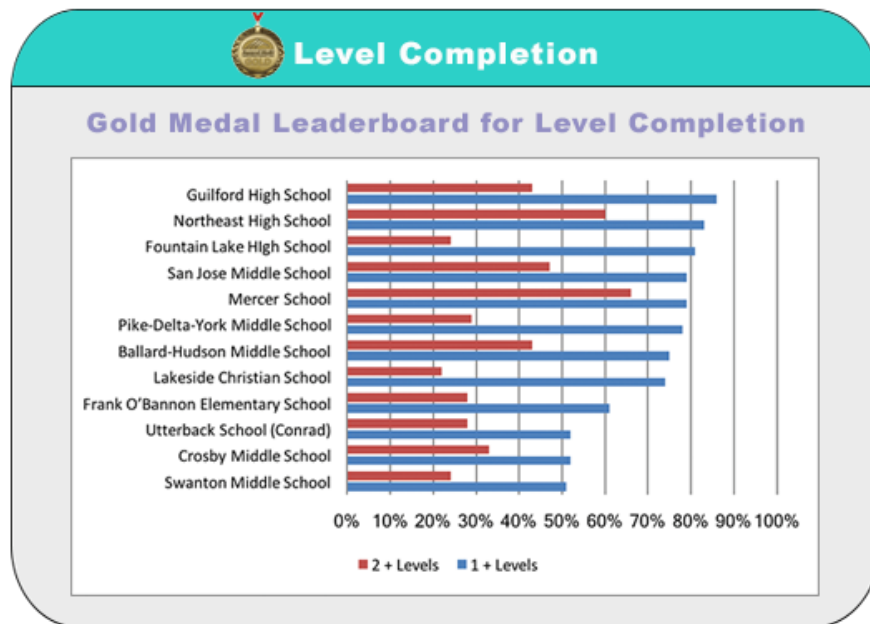 Level Completion
Gold Medal Leaderboard for Level Completion
Guilford High School
Northeast High School
Fountain Lake HIgh School
San Jose Middle School
Mercer School
Pike-Delta-York Middle School
Ballard-Hudson Middle School
Lakeside Christian School
Frank O'Bannon Elementary School
Utterback School (Conrad)
Crosby Middle School
Swanton Middle School
0% 10% 20% 30% 40% 50% 60% 70% 80% 90% 100%
2 + Levels 1 + Levels